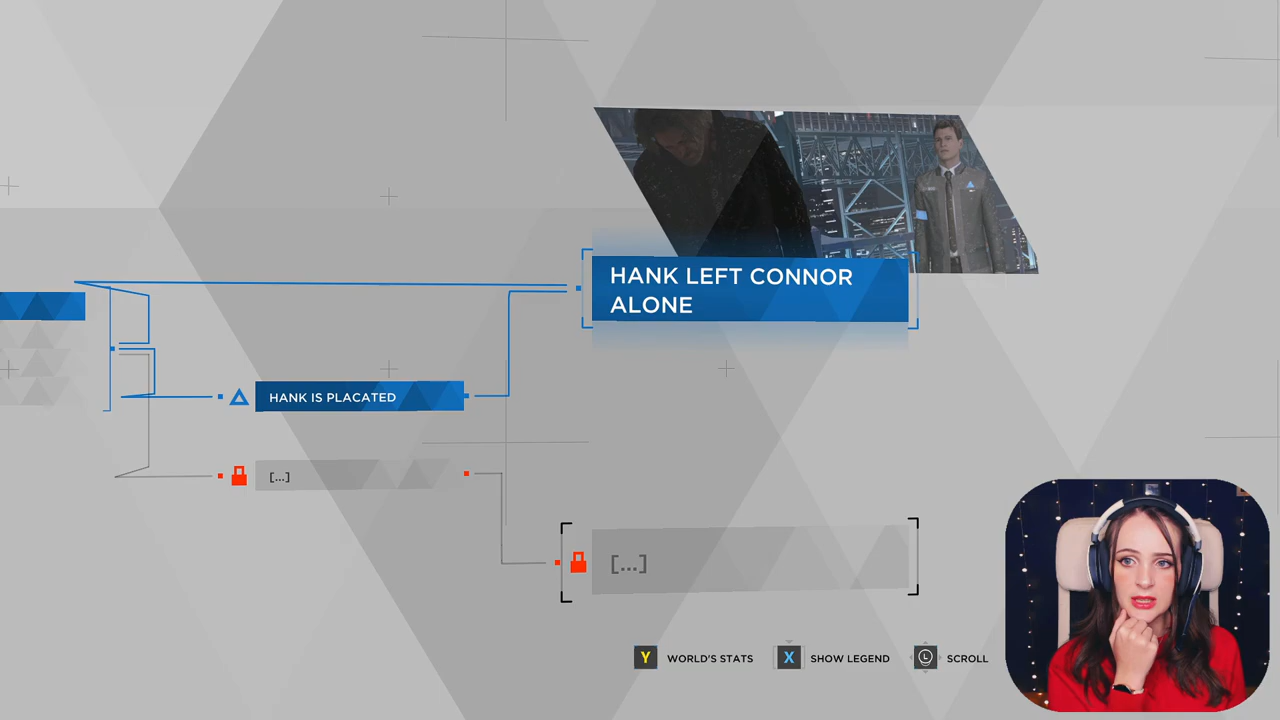 HANK LEFT CONNOR
ALONE
HANK IS PLACATED
[...]
[...]
Y WORLD'S STATS X SHOW LEGEND L SCROLL